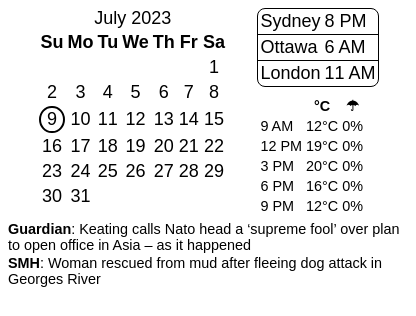 July 2023
Su Mo Tu We Th Fr Sa
1
2 3 4 5 6 7 8
9 10 11 12 13 14 15
16 17 18 19 20 21 22
23 24 25 26 27 28 29
30 31
Sydney 8 PM
Ottawa 6 AM
London 11 AM
°C ☂
9 AM 12°C 0%
12 PM 19°C 0%
3 PM 20°C 0%
6 PM 16°C 0%
9 PM 12°C 0%
Guardian: Keating calls Nato head a ‘supreme fool’ over plan
to open office in Asia – as it happened
SMH: Woman rescued from mud after fleeing dog attack in
Georges River